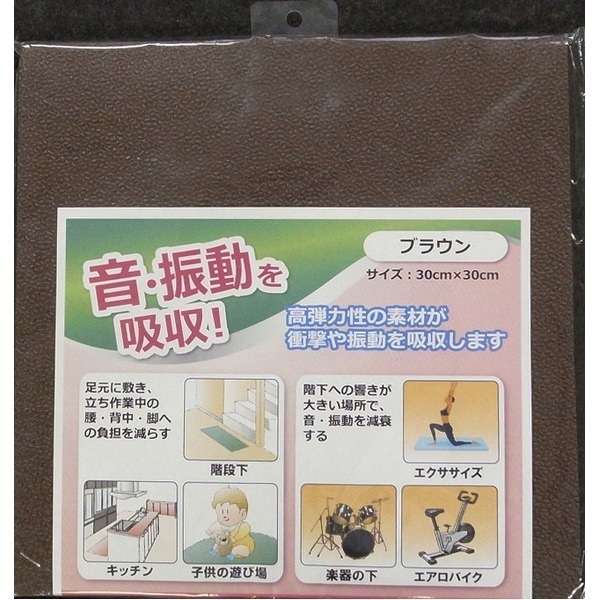 ブラウン
サイズ：30cm×30cm
音・振動を
吸収！
高弾力性の素材が
衝撃や振動を吸収します
足元に敷き、
立ち作業中の
腰・背中・脚へ
の負担を減らす
階段下
キッチン
子供の遊び場
階下への響きが
大きい場所で、
音・振動を減衰
する
エクササイズ
楽器の下
エアロバイク